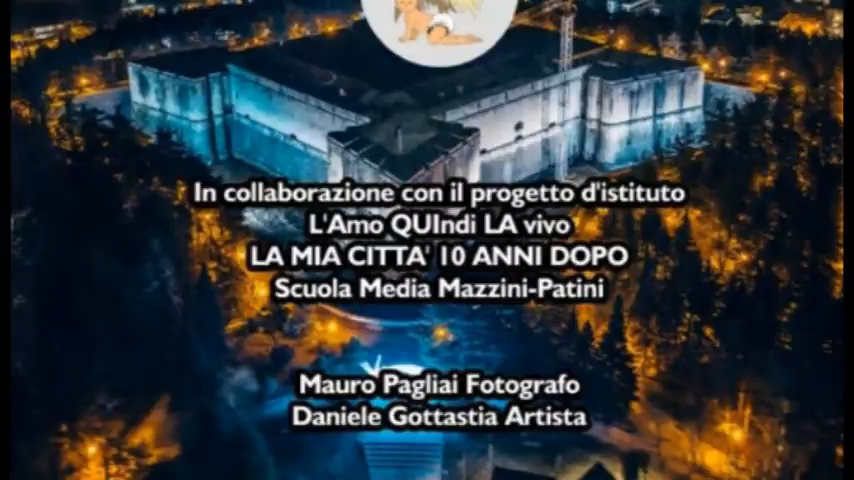 In collaborazione con il progetto d'istituto
L'Amo QUIndi LA vivo
LA MIA CITTA' 10 ANNI DOPO
Scuola Media Mazzini-Patini
Mauro Pagliai Fotografo
Daniele Gottastia Artista